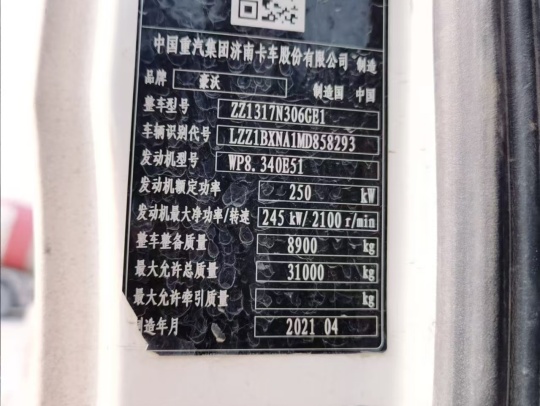 中国重汽集团济南卡车股份有限公司 制造
品牌 豪沃 制造国 中国
整车型号 ZZ1317N306GE1
车辆识别代号 LZZ1BXNA1MD858293
发动机型号 WP8.340E51
发动机额定功率 250 kW
发动机最大净功率/转速 245 kW/2100 r/min
整车整备质量 8900 kg
最大允许总质量 31000 kg
最大允许牵引质量 kg
制造年月 2021 04